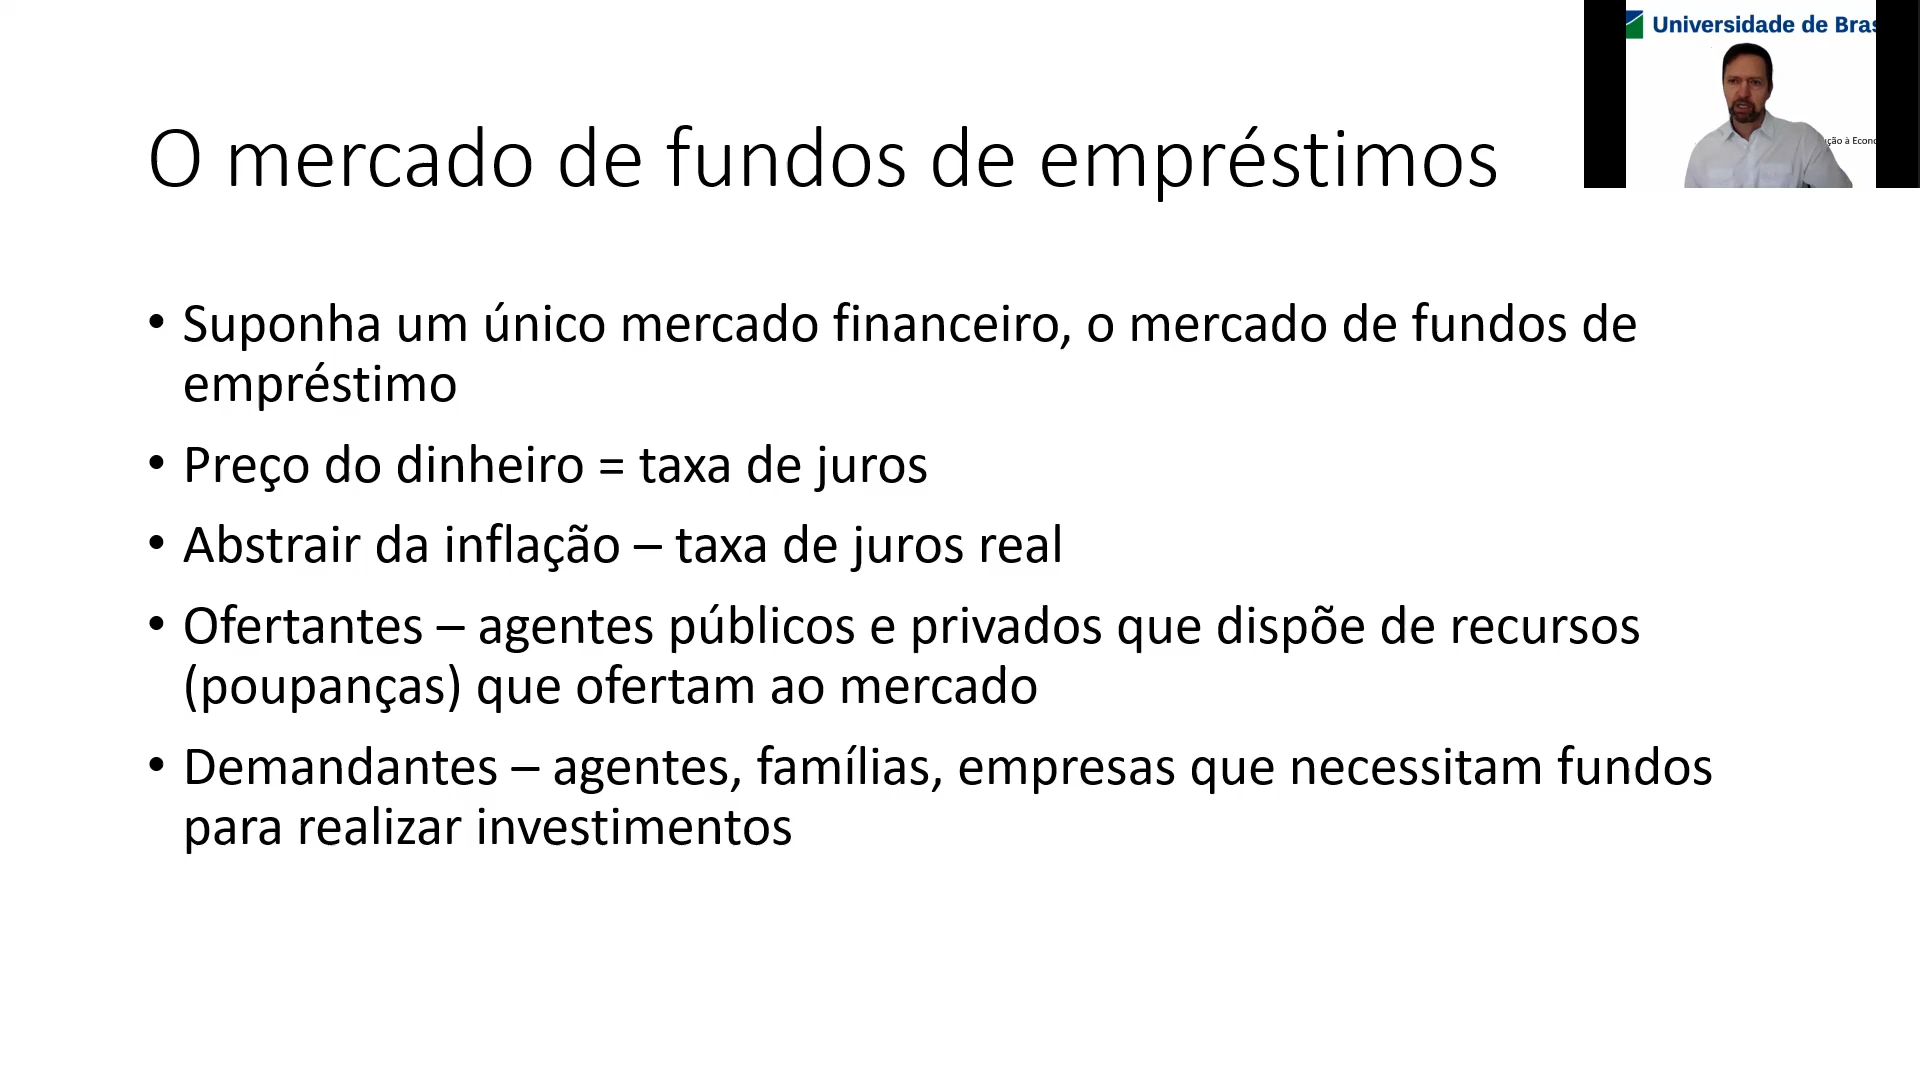 Universidade de
O mercado de fundos de empréstimos
• Suponha um único mercado financeiro, o mercado de fundos de
empréstimo
• Preço do dinheiro = taxa de juros
• Abstrair da inflação – taxa de juros real
• Ofertantes – agentes públicos e privados que dispõe de recursos
(poupanças) que ofertam ao mercado
• Demandantes – agentes, famílias, empresas que necessitam fundos
para realizar investimentos